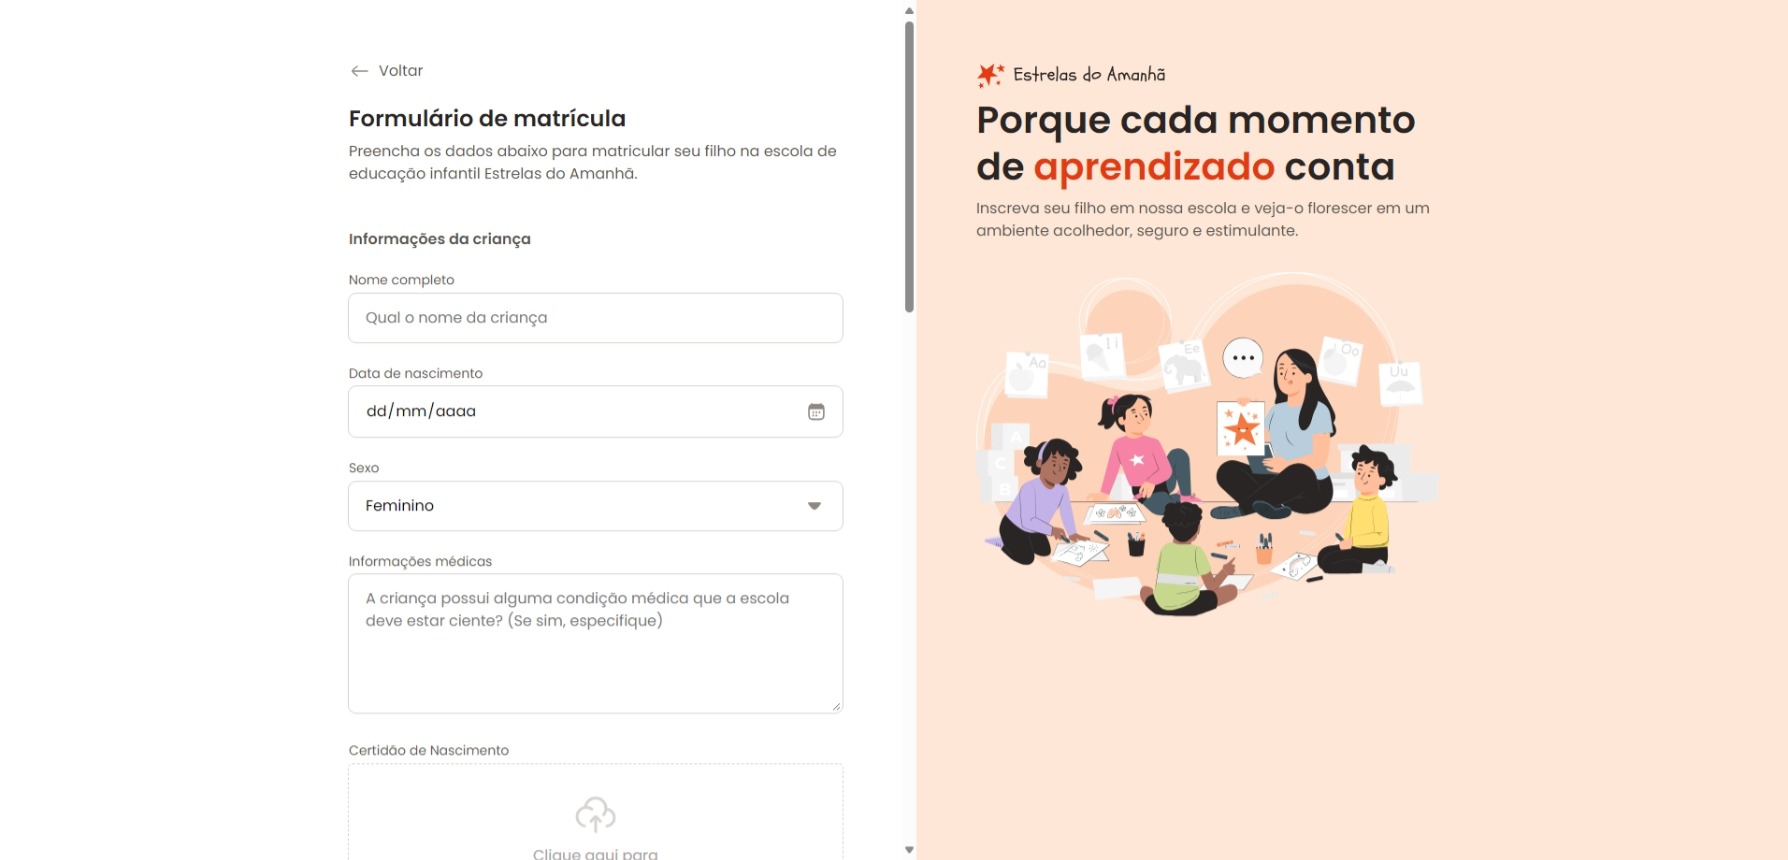 Voltar
Formulário de matrícula
Preencha os dados abaixo para matricular seu filho na escola de
educação infantil Estrelas do Amanhã.
Informações da criança
Nome completo
Qual o nome da criança
Data de nascimento
dd/mm/aaaa
Sexo
Feminino
Informações médicas
A criança possui alguma condição médica que a escola
deve estar ciente? (Se sim, especifique)
Certidão de Nascimento
Clique aqui para
Estrelas do Amanhã
Porque cada momento
de aprendizado conta
Inscreva seu filho em nossa escola e veja-o florescer em um
ambiente acolhedor, seguro e estimulante.
Aa
Ii
Ee
Oo
Uu
A
C
B